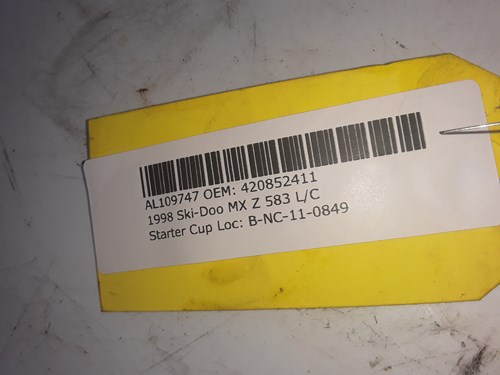 AL109747 OEM: 420852411
1998 Ski-Doo MX Z 583 L/C
Starter Cup Loc: B-NC-11-0849